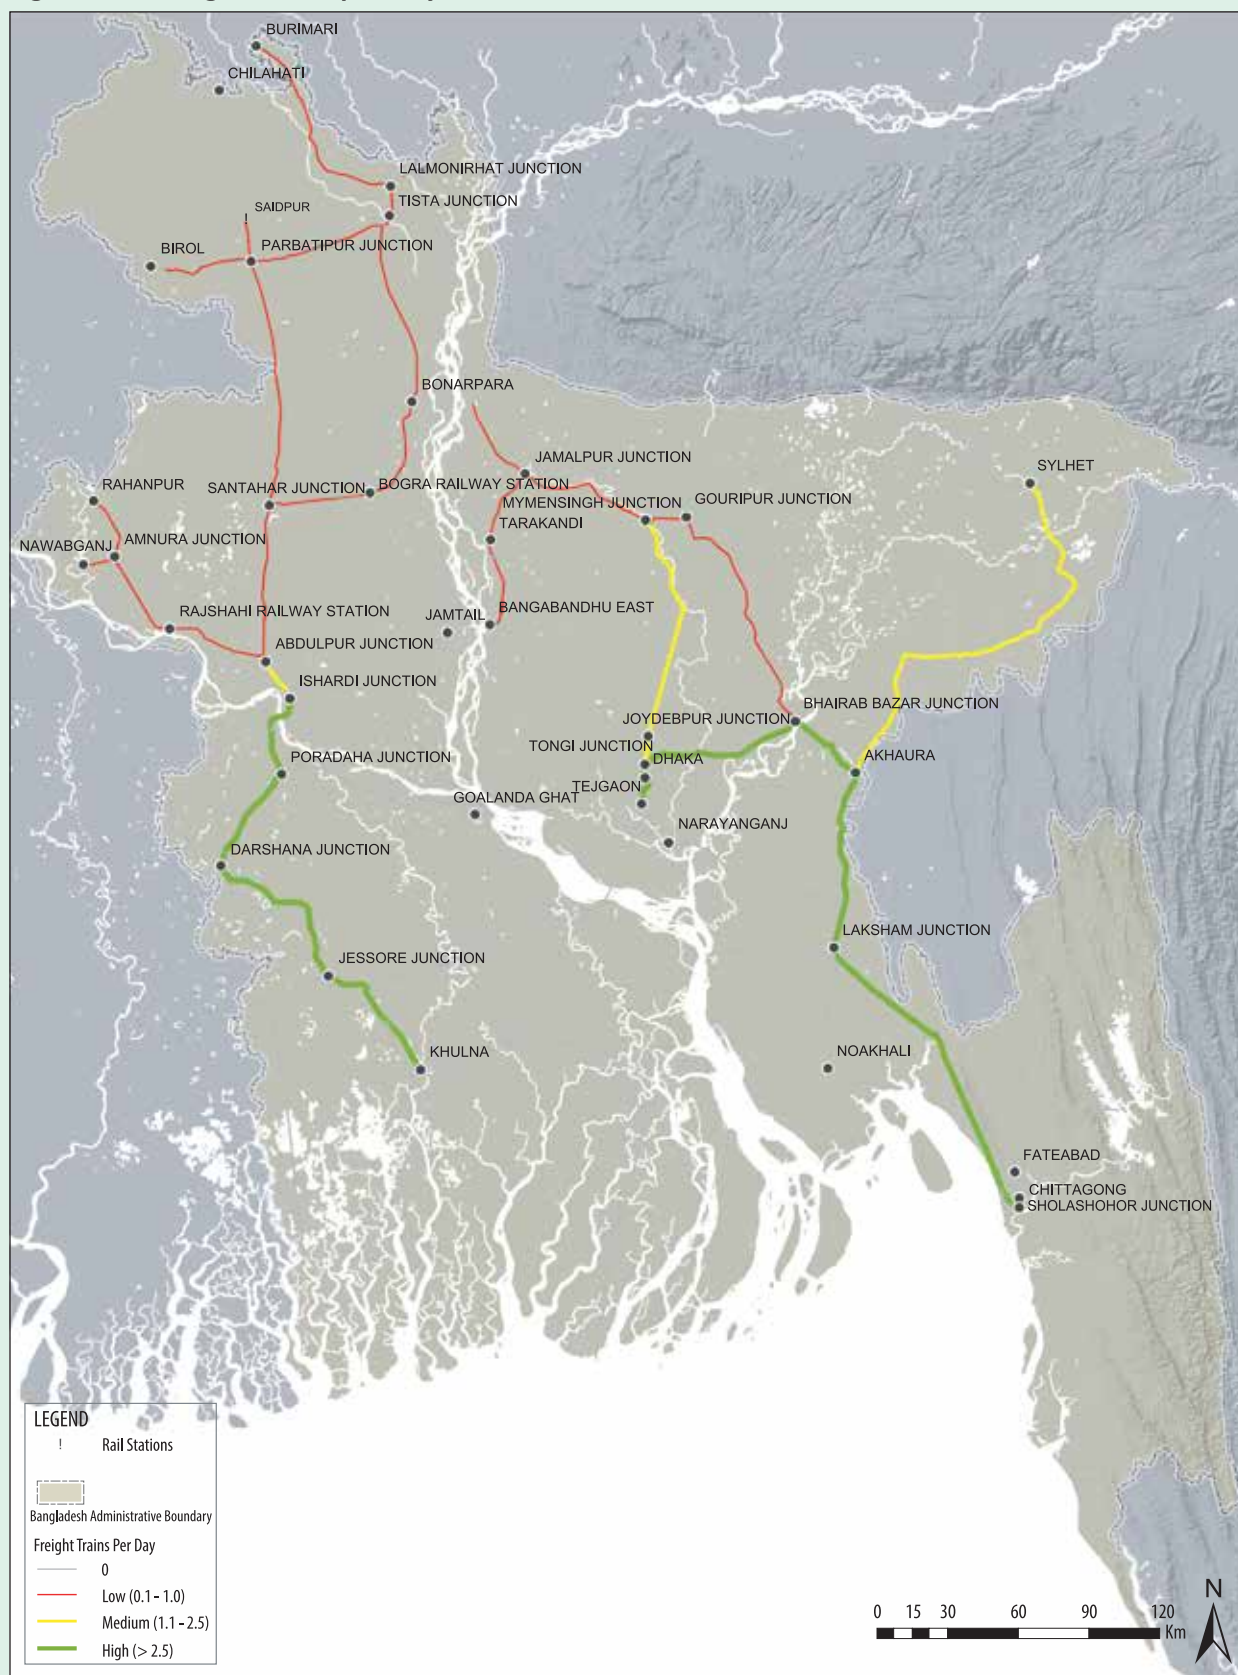 BURIMARI
CHILAHATI
LALMONIRHAT JUNCTION
TISTA JUNCTION
SAIDPUR
!
BIROL
PARBATIPUR JUNCTION
BONARPARA
JAMALPUR JUNCTION
SYLHET
RAHANPUR
SANTAHAR JUNCTION
BOGRA RAILWAY STATION
MYMENSINGH JUNCTION
GOURIPUR JUNCTION
TARAKANDI
AMNURA JUNCTION
NAWABGANJ
RAJSHAHI RAILWAY STATION
JAMTAIL
BANGABANDHU EAST
ABDULPUR JUNCTION
ISHARDI JUNCTION
BHAIRAB BAZAR JUNCTION
JOYDEBPUR JUNCTION
TONGI JUNCTION
PORADAHA JUNCTION
DHAKA
AKHAURA
TEJGAON
GOALANDA GHAT
NARAYANGANJ
DARSHANA JUNCTION
LAKSHAM JUNCTION
JESSORE JUNCTION
KHULNA
NOAKHALI
FATEABAD
CHITTAGONG
SHOLASHOHOR JUNCTION
LEGEND
! Rail Stations
Bangladesh Administrative Boundary
Freight Trains Per Day
0
Low (0.1 - 1.0)
Medium (1.1 - 2.5)
High (> 2.5)
N
0 15 30 60 90 120
Km